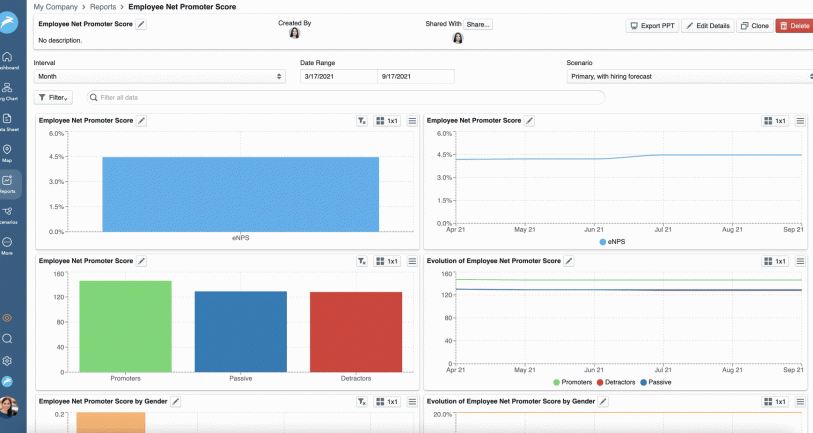 My Company > Reports > Employee Net Promoter Score
Employee Net Promoter Score
No description.
Created By
Shared With Share...
Export PPT Edit Details Clone Delete
Interval
Month
Date Range
3/17/2021 9/17/2021
Scenario
Primary, with hiring forecast
Filter
Filter all data
Employee Net Promoter Score
1x1
6.0%
4.5%
3.0%
1.5%
0.0%
eNPS
Employee Net Promoter Score
1x1
6.0%
4.5%
3.0%
1.5%
0.0%
Apr 21 May 21 Jun 21 Jul 21 Aug 21 Sep 21
eNPS
Employee Net Promoter Score
1x1
160
120
80
40
0
Promoters Passive Detractors
Evolution of Employee Net Promoter Score
1x1
160
120
80
40
0
Apr 21 May 21 Jun 21 Jul 21 Aug 21 Sep 21
Promoters Detractors Passive
Employee Net Promoter Score by Gender
1x1
0.2
Evolution of Employee Net Promoter Score by Gender
1x1
20.0%
shboard
rg Chart
ata Sheet
Map
Reports
cenarios
More